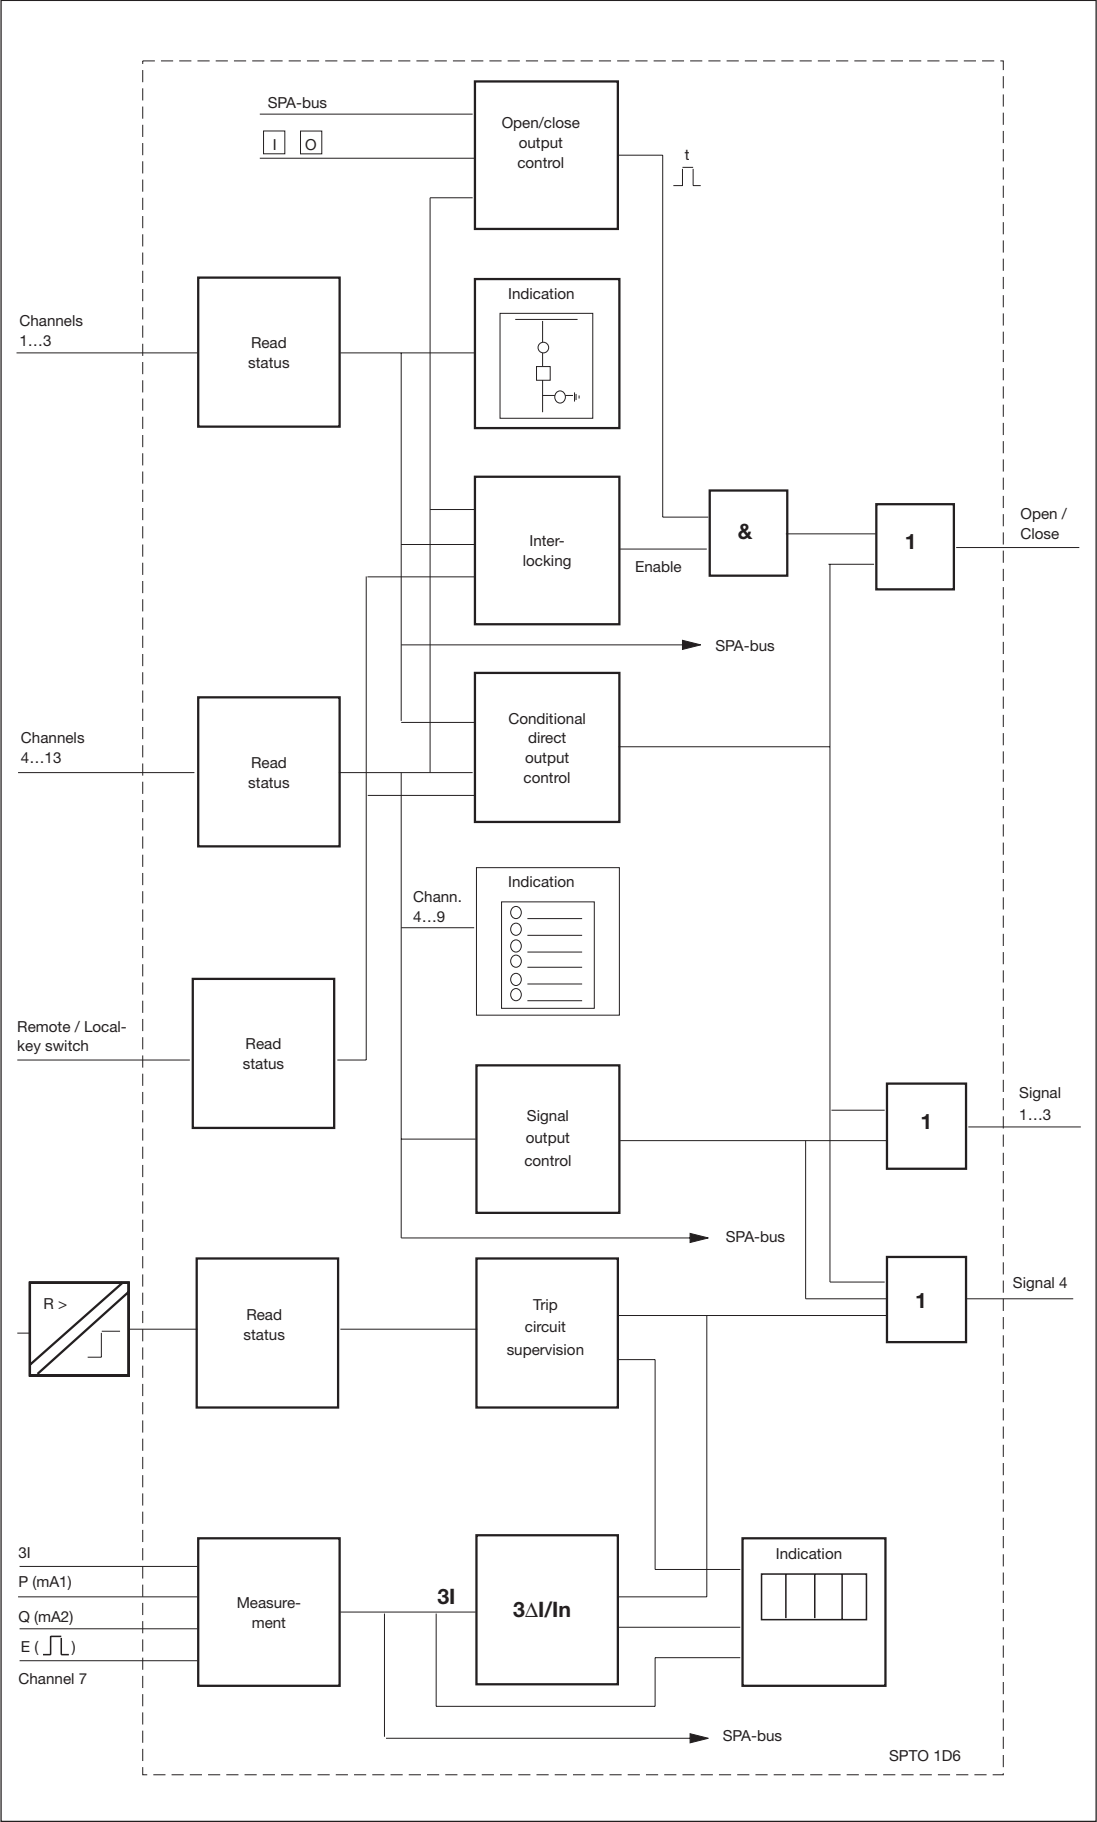 SPA-bus
I O
Open/close
output
control
t
Channels
1...3
Read
status
Indication
Inter-
locking
Enable
&
1
Open /
Close
SPA-bus
Channels
4...13
Read
status
Conditional
direct
output
control
Chann.
4...9
Indication
Remote / Local-
key switch
Read
status
Signal
output
control
1
Signal
1...3
SPA-bus
R >
Read
status
Trip
circuit
supervision
1
Signal 4
3I
P (mA1)
Q (mA2)
E ( )
Channel 7
Measure-
ment
3I
3ΔI/In
Indication
SPA-bus
SPTO 1D6